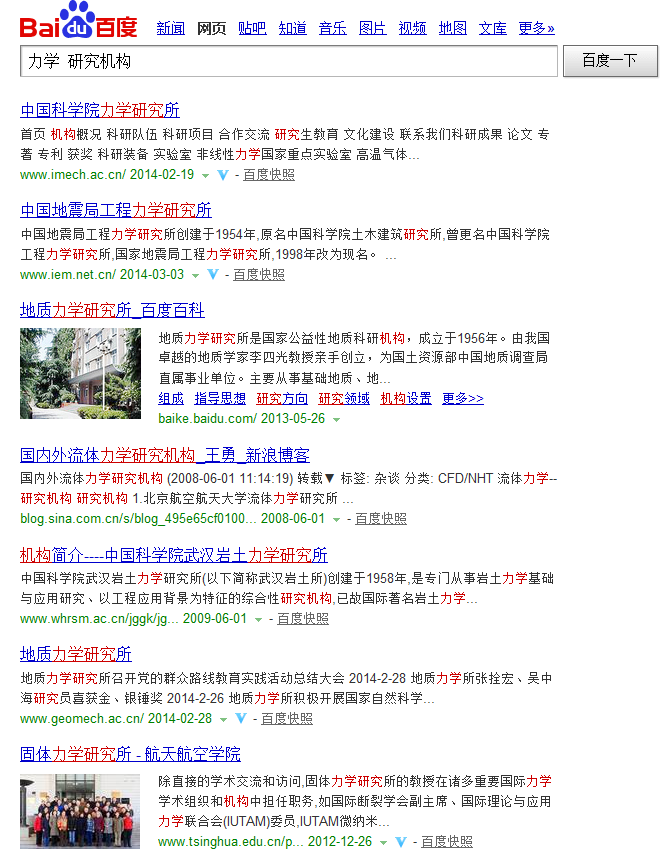 Bai du 百度 新闻 网页 贴吧 知道 音乐 图片 视频 地图 文库 更多»
力学 研究机构 百度一下
中国科学院力学研究所
首页 机构概况 科研队伍 科研项目 合作交流 研究生教育 文化建设 联系我们科研成果 论文 专
著 专利 获奖 科研装备 实验室 非线性力学国家重点实验室 高温气体...
www.imech.ac.cn/ 2014-02-19 - 百度快照
中国地震局工程力学研究所
中国地震局工程力学研究所创建于1954年,原名中国科学院土木建筑研究所,曾更名中国科学院
工程力学研究所,国家地震局工程力学研究所,1998年改为现名。 ...
www.iem.net.cn/ 2014-03-03 - 百度快照
地质力学研究所_百度百科
地质力学研究所是国家公益性地质科研机构，成立于1956年。由我国
卓越的地质学家李四光教授亲手创立，为国土资源部中国地质调查局
直属事业单位。主要从事基础地质、地...
组成 指导思想 研究方向 研究领域 机构设置 更多>>
baike.baidu.com/ 2013-05-26
国内外流体力学研究机构_王勇_新浪博客
国内外流体力学研究机构 (2008-06-01 11:14:19) 转载▼ 标签: 杂谈 分类: CFD/NHT 流体力学--
研究机构 研究机构 1.北京航空航天大学流体力学研究所 ...
blog.sina.com.cn/s/blog_495e65cf0100... 2008-06-01 - 百度快照
机构简介----中国科学院武汉岩土力学研究所
中国科学院武汉岩土力学研究所(以下简称武汉岩土所)创建于1958年,是专门从事岩土力学基础
与应用研究、以工程应用背景为特征的综合性研究机构,已故国际著名岩土力学...
www.whrsm.ac.cn/jggk/jg... 2009-06-01 - 百度快照
地质力学研究所
地质力学研究所召开党的群众路线教育实践活动总结大会 2014-2-28 地质力学所张拴宏、吴中
海研究员喜获金、银锤奖 2014-2-26 地质力学所积极开展国家自然科学...
www.geomech.ac.cn/ 2014-02-28 - 百度快照
固体力学研究所 - 航天航空学院
除直接的学术交流和访问,固体力学研究所的教授在诸多重要国际力学
学术组织和机构中担任职务,如国际断裂学会副主席、国际理论与应用
力学联合会(IUTAM)委员,IUTAM微纳米...
www.tsinghua.edu.cn/p... 2012-12-26 - 百度快照